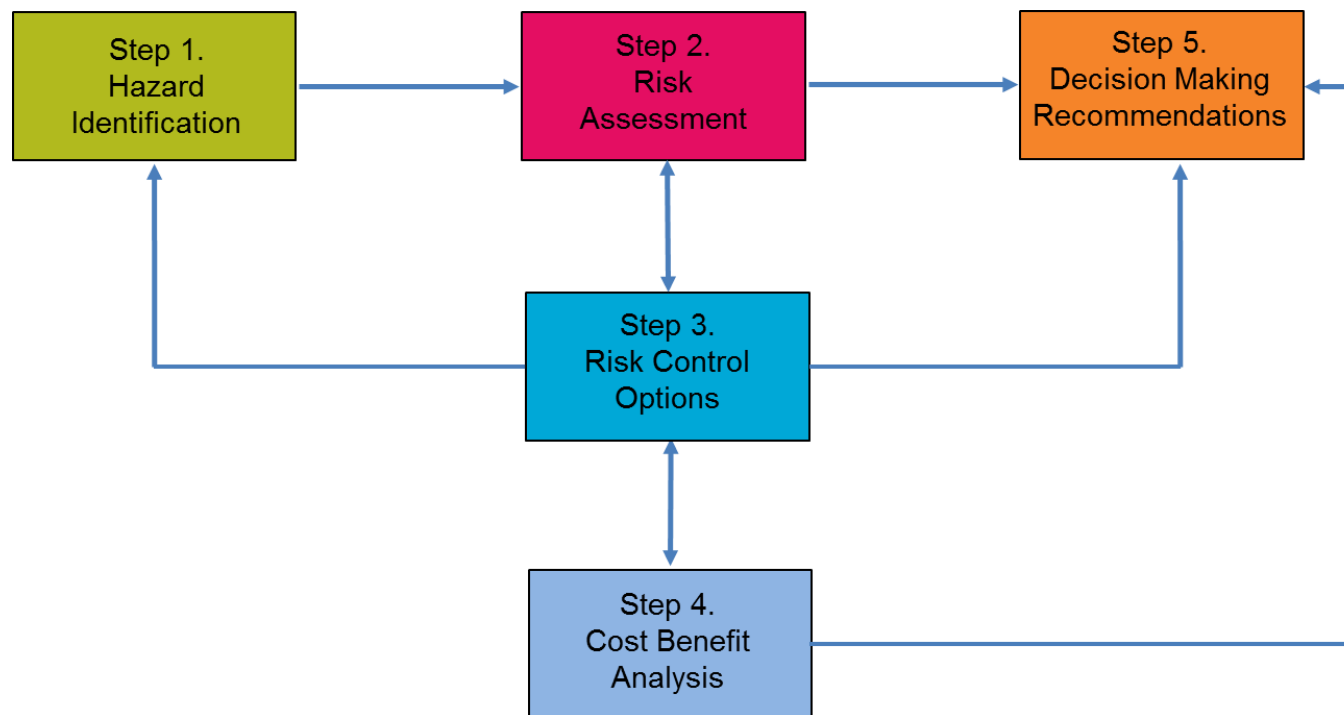 Step 1.
Hazard
Identification
Step 2.
Risk
Assessment
Step 5.
Decision Making
Recommendations
Step 3.
Risk Control
Options
Step 4.
Cost Benefit
Analysis